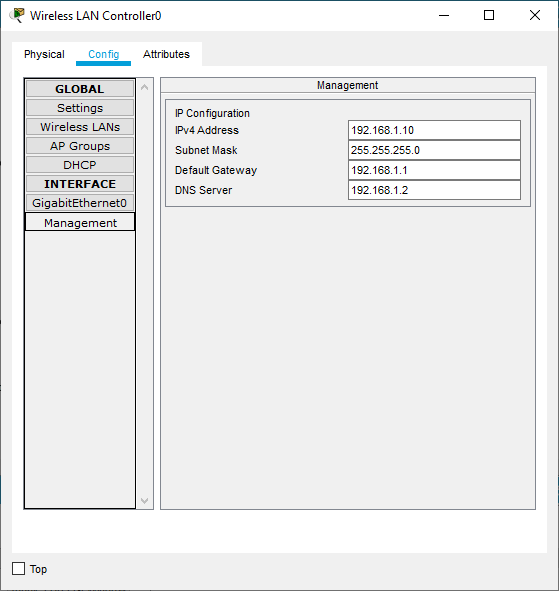 Wireless LAN Controller0
Physical Config Attributes
GLOBAL
Settings
Wireless LANs
AP Groups
DHCP
INTERFACE
GigabitEthernet0
Management
Management
IP Configuration
IPv4 Address 192.168.1.10
Subnet Mask 255.255.255.0
Default Gateway 192.168.1.1
DNS Server 192.168.1.2
Top